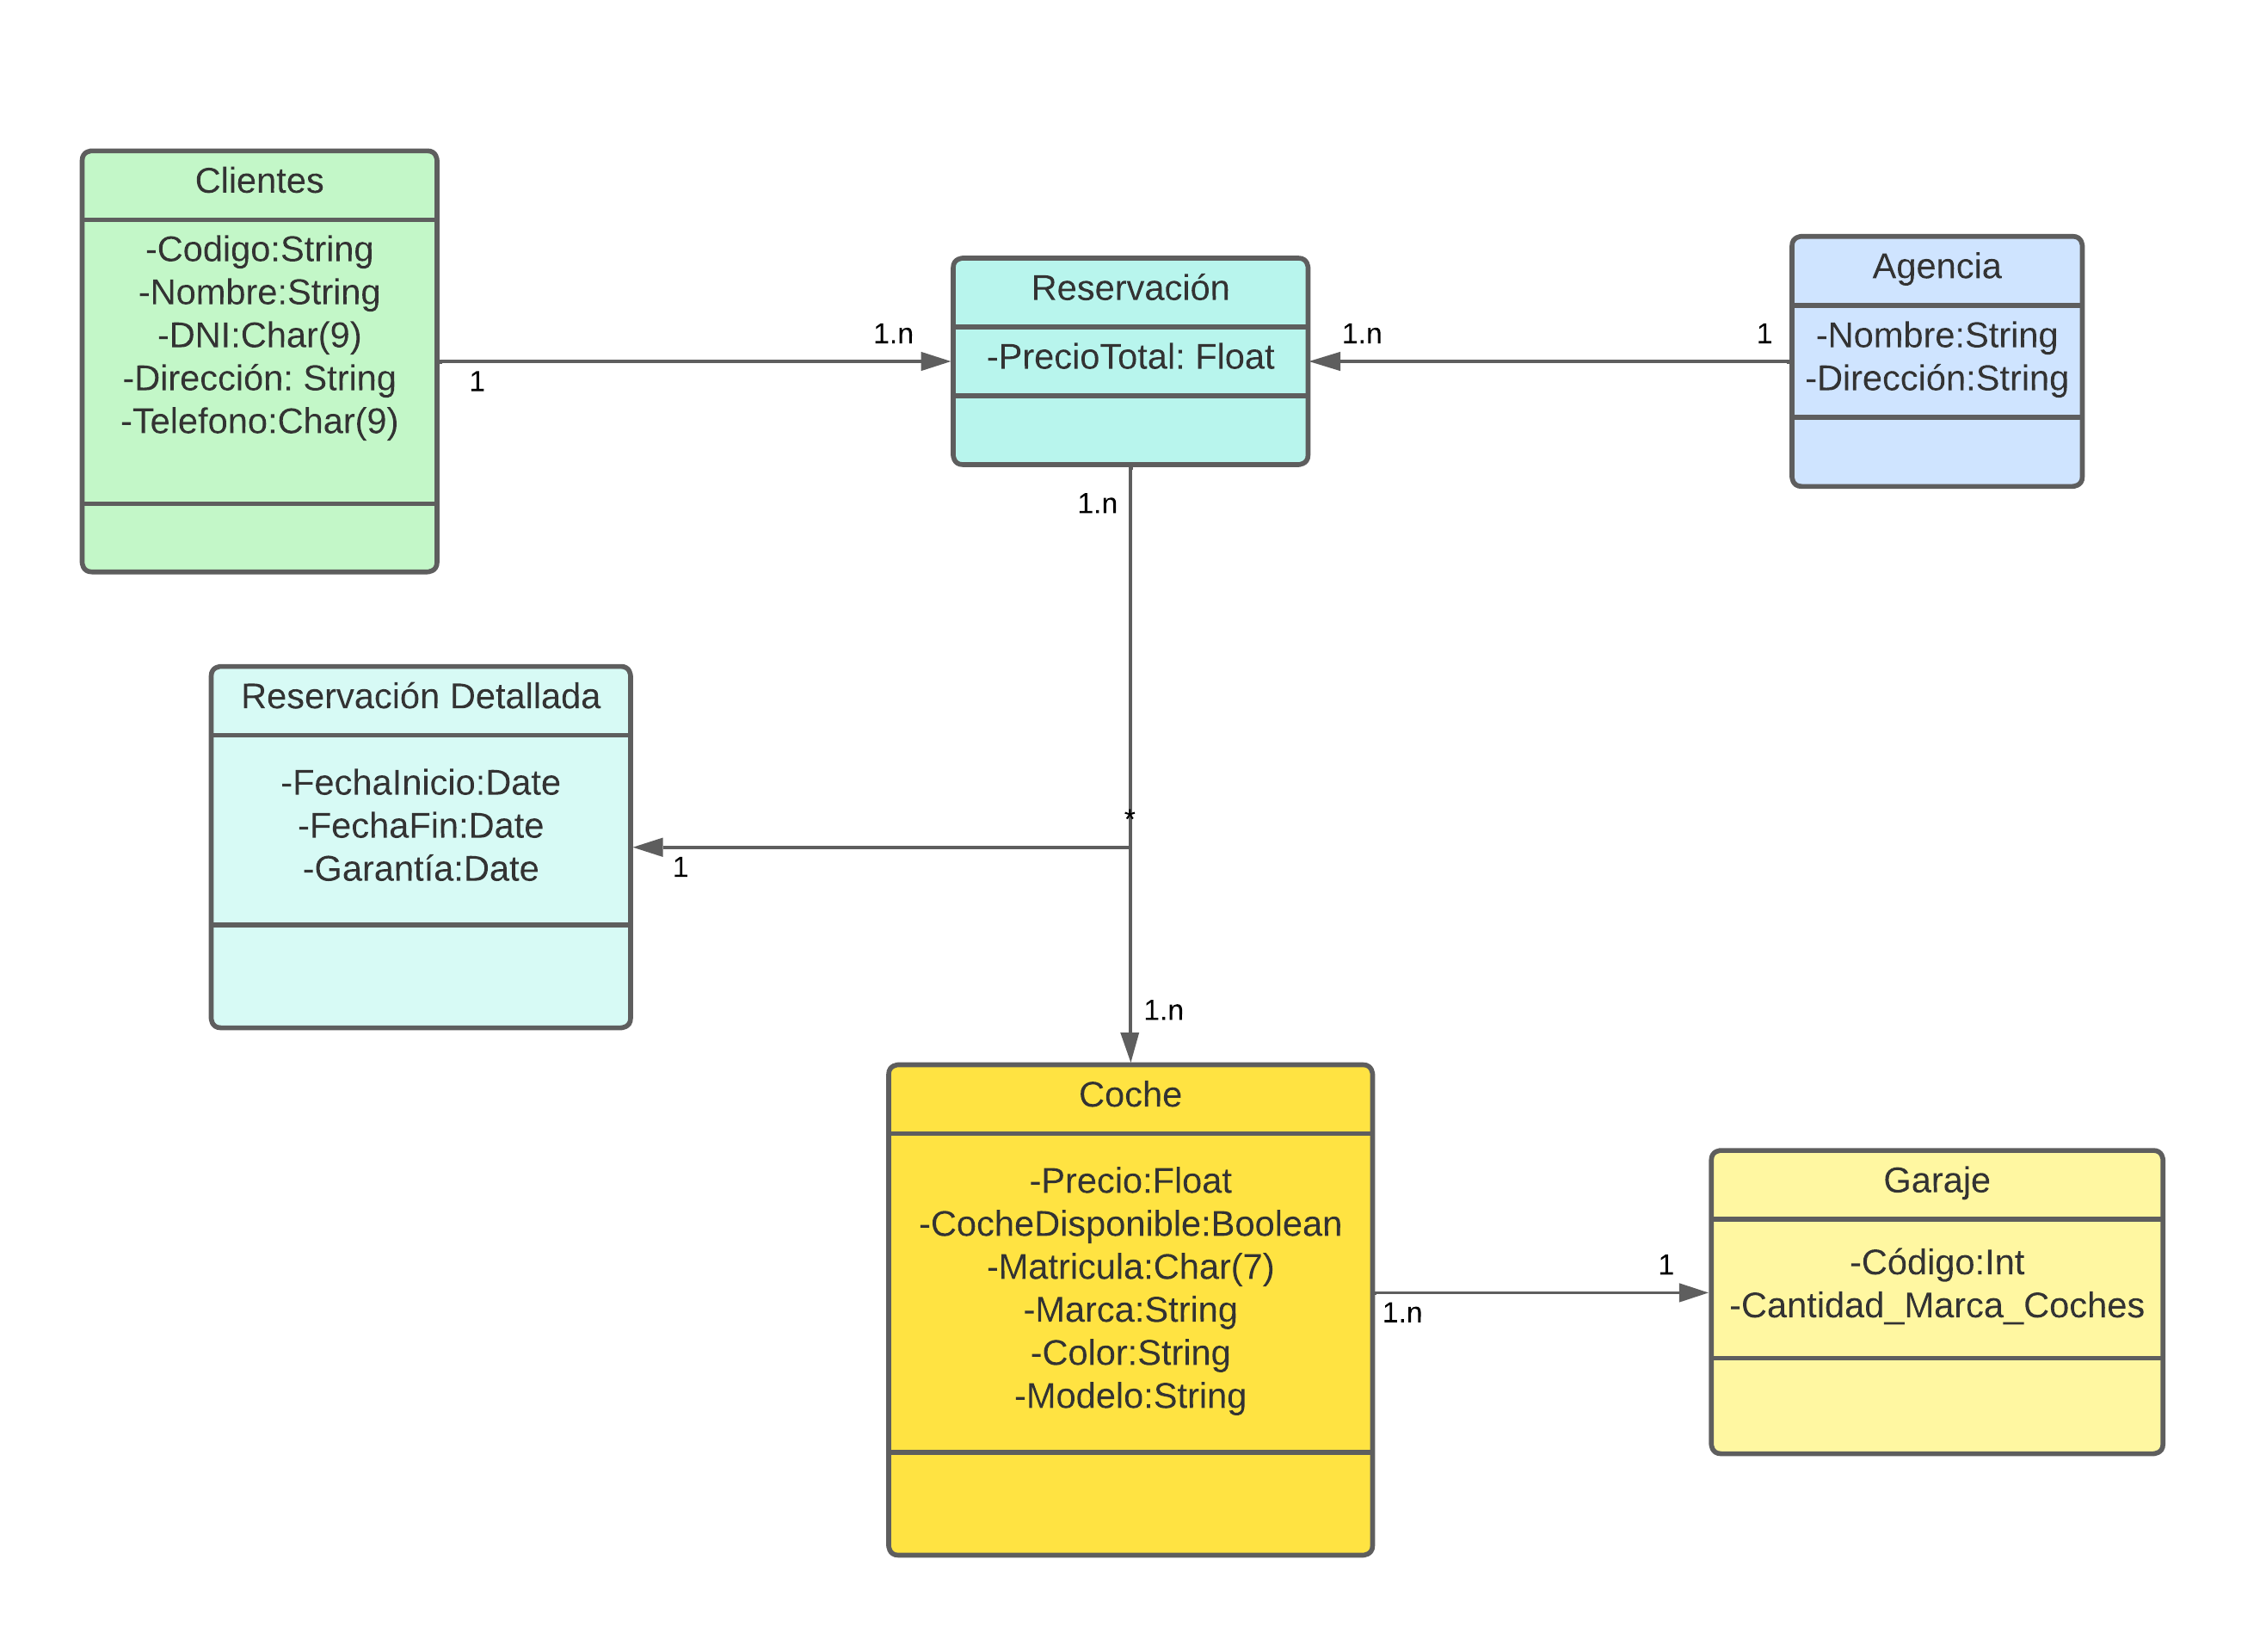 Clientes
-Codigo:String
-Nombre:String
-DNI:Char(9)
-Dirección: String
-Telefono:Char(9)
1
1.n
Reservación
-PrecioTotal: Float
1.n
1
Agencia
-Nombre:String
-Dirección:String
1.n
Reservación Detallada
-FechaInicio:Date
-FechaFin:Date
-Garantía:Date
*
1
1.n
Coche
-Precio:Float
-CocheDisponible:Boolean
-Matricula:Char(7)
-Marca:String
-Color:String
-Modelo:String
1.n
1
Garaje
-Código:Int
-Cantidad_Marca_Coches